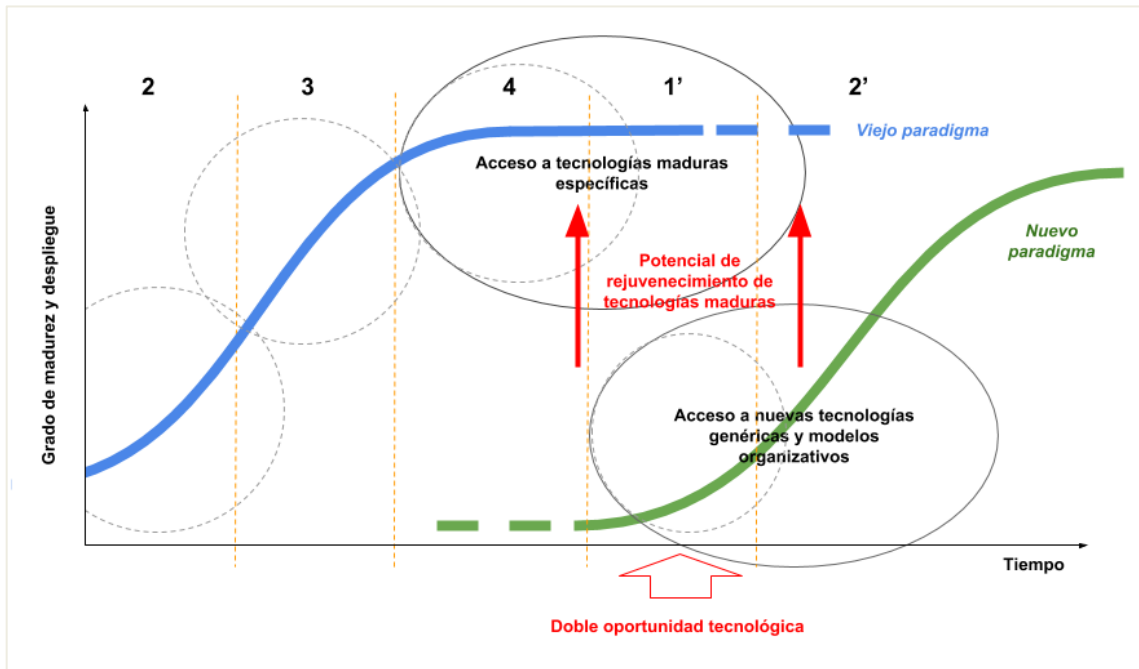 2
3
4
1’
2’
Viejo paradigma
Acceso a tecnologías maduras
específicas
Nuevo
paradigma
Potencial de
rejuvenecimiento de
tecnologías maduras
Grado de madurez y despliegue
Acceso a nuevas tecnologías
genéricas y modelos
organizativos
Tiempo
Doble oportunidad tecnológica